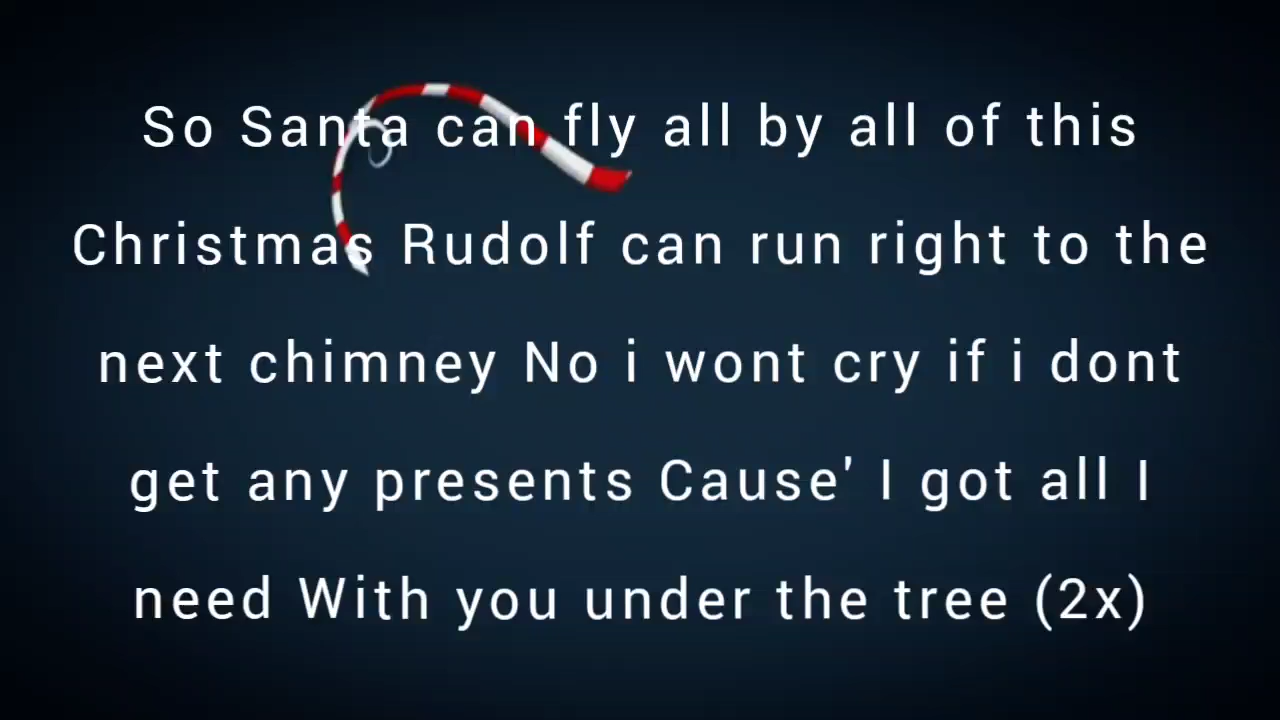 So Santa can fly all by all of this
Christmas Rudolf can run right to the
next chimney No i wont cry if i dont
get any presents Cause' I got all I
need With you under the tree (2x)